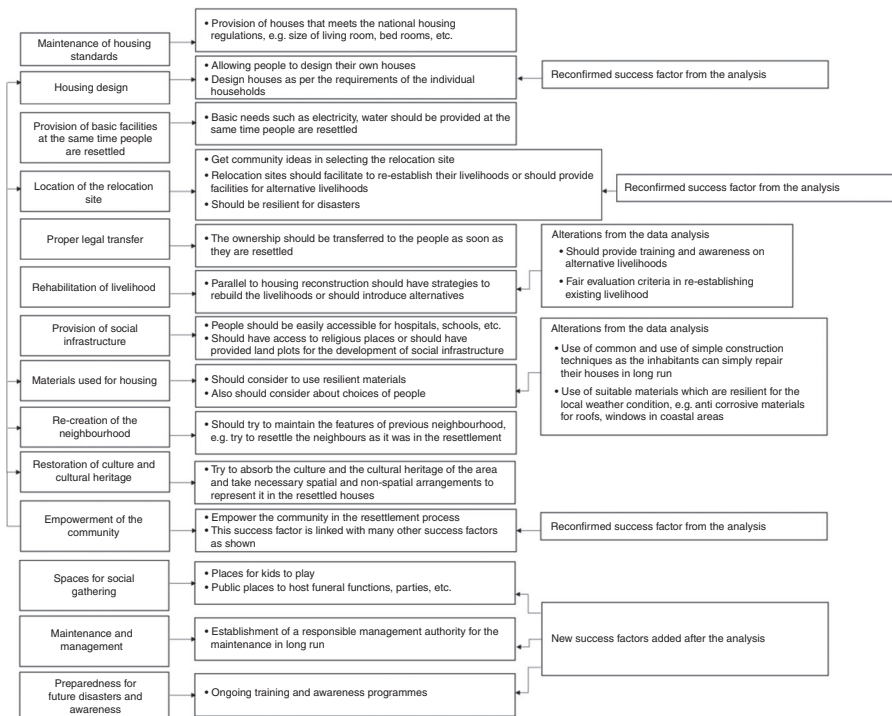 Maintenance of housing
standards
• Provision of houses that meets the national housing
regulations, e.g. size of living room, bed rooms, etc.
Housing design
• Allowing people to design their own houses
• Design houses as per the requirements of the individual
households
Reconfirmed success factor from the analysis
Provision of basic facilities
at the same time people
are resettled
• Basic needs such as electricity, water should be provided at the
same time people are resettled
Location of the relocation
site
• Get community ideas in selecting the relocation site
• Relocation sites should facilitate to re-establish their livelihoods or should provide
facilities for alternative livelihoods
• Should be resilient for disasters
Reconfirmed success factor from the analysis
Proper legal transfer
• The ownership should be transferred to the people as soon as
they are resettled
Rehabilitation of livelihood
• Parallel to housing reconstruction should have strategies to
rebuild the livelihoods or should introduce alternatives
Alterations from the data analysis
• Should provide training and awareness on
alternative livelihoods
• Fair evaluation criteria in re-establishing
existing livelihood
Provision of social
infrastructure
• People should be easily accessible for hospitals, schools, etc.
• Should have access to religious places or should have
provided land plots for the development of social infrastructure
Materials used for housing
• Should consider to use resilient materials
• Also should consider about choices of people
Alterations from the data analysis
• Use of common and use of simple construction
techniques as the inhabitants can simply repair
their houses in long run
• Use of suitable materials which are resilient for the
local weather condition, e.g. anti corrosive materials
for roofs, windows in coastal areas
Re-creation of the
neighbourhood
• Should try to maintain the features of previous neighbourhood,
e.g. try to resettle the neighbours as it was in the resettlement
Restoration of culture and
cultural heritage
• Try to absorb the culture and the cultural heritage of the area
and take necessary spatial and non-spatial arrangements to
represent it in the resettled houses
Empowerment of the
community
• Empower the community in the resettlement process
• This success factor is linked with many other success factors
as shown
Reconfirmed success factor from the analysis
Spaces for social
gathering
• Places for kids to play
• Public places to host funeral functions, parties, etc.
Maintenance and
management
• Establishment of a responsible management authority for the
maintenance in long run
New success factors added after the analysis
Preparedness for
future disasters and
awareness
• Ongoing training and awareness programmes